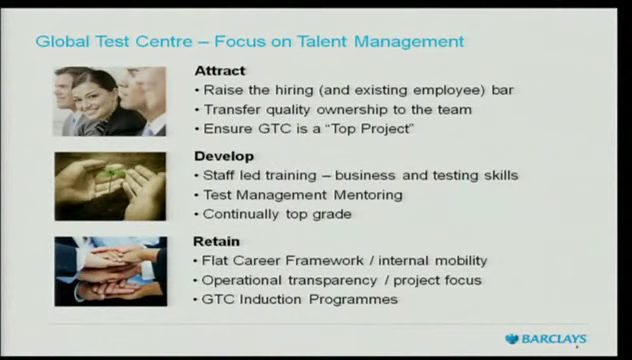 Global Test Centre – Focus on Talent Management
Attract
• Raise the hiring (and existing employee) bar
• Transfer quality ownership to the team
• Ensure GTC is a “Top Project”
Develop
• Staff led training – business and testing skills
• Test Management Mentoring
• Continually top grade
Retain
• Flat Career Framework / internal mobility
• Operational transparency / project focus
• GTC Induction Programmes
BARCLAYS